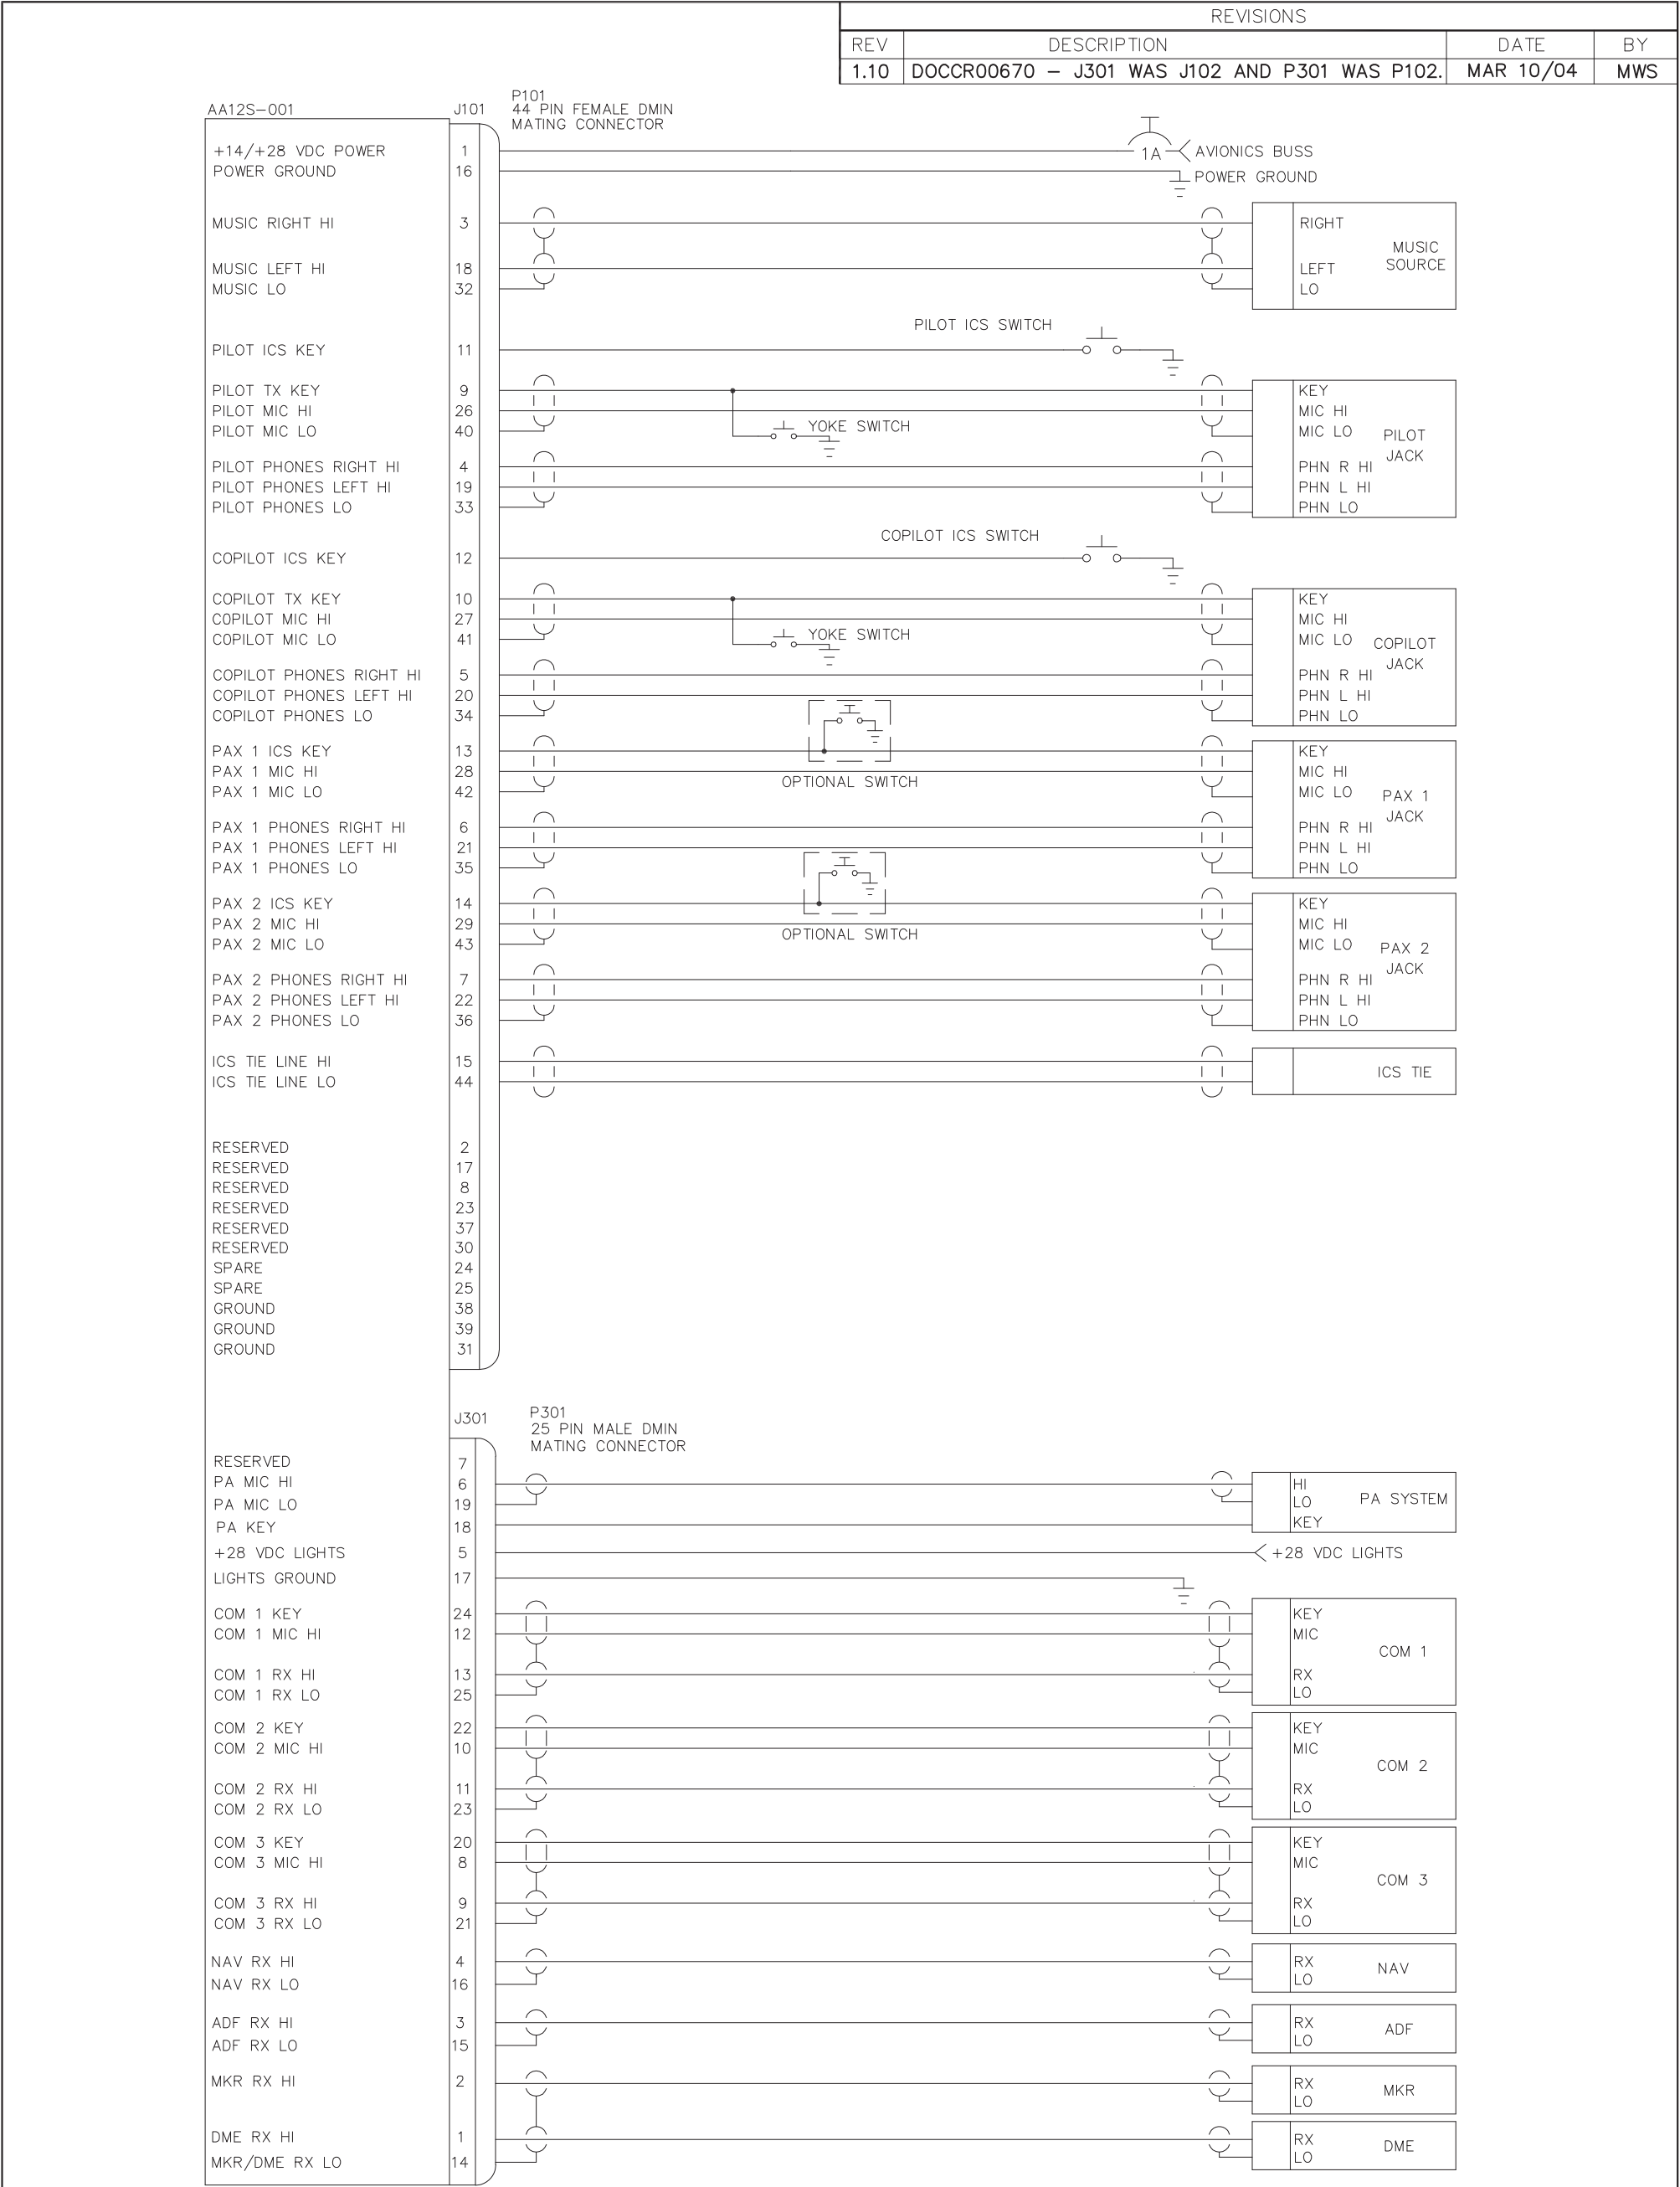 REVISIONS
REV DESCRIPTION DATE BY
1.10 DOCCR00670 – J301 WAS J102 AND P301 WAS P102. MAR 10/04 MWS
AA12S–001 J101 P101
44 PIN FEMALE DMIN
MATING CONNECTOR
+14/+28 VDC POWER 1 1A AVIONICS BUSS
POWER GROUND 16 POWER GROUND
MUSIC RIGHT HI 3 RIGHT
MUSIC
SOURCE
MUSIC LEFT HI 18 LEFT
MUSIC LO 32 LO
PILOT ICS SWITCH
PILOT ICS KEY 11
PILOT TX KEY 9 KEY
PILOT MIC HI 26 MIC HI
YOKE SWITCH
PILOT MIC LO 40 MIC LO
PILOT
JACK
PILOT PHONES RIGHT HI 4 PHN R HI
PILOT PHONES LEFT HI 19 PHN L HI
PILOT PHONES LO 33 PHN LO
COPILOT ICS SWITCH
COPILOT ICS KEY 12
COPILOT TX KEY 10 KEY
COPILOT MIC HI 27 MIC HI
YOKE SWITCH
COPILOT MIC LO 41 MIC LO
COPILOT
JACK
COPILOT PHONES RIGHT HI 5 PHN R HI
COPILOT PHONES LEFT HI 20 PHN L HI
COPILOT PHONES LO 34 PHN LO
PAX 1 ICS KEY 13 KEY
PAX 1 MIC HI 28 MIC HI
OPTIONAL SWITCH
PAX 1 MIC LO 42 MIC LO
PAX 1
JACK
PAX 1 PHONES RIGHT HI 6 PHN R HI
PAX 1 PHONES LEFT HI 21 PHN L HI
PAX 1 PHONES LO 35 PHN LO
PAX 2 ICS KEY 14 KEY
PAX 2 MIC HI 29 MIC HI
OPTIONAL SWITCH
PAX 2 MIC LO 43 MIC LO
PAX 2
JACK
PAX 2 PHONES RIGHT HI 7 PHN R HI
PAX 2 PHONES LEFT HI 22 PHN L HI
PAX 2 PHONES LO 36 PHN LO
ICS TIE LINE HI 15
ICS TIE
ICS TIE LINE LO 44
RESERVED 2
RESERVED 17
RESERVED 8
RESERVED 23
RESERVED 37
RESERVED 30
SPARE 24
SPARE 25
GROUND 38
GROUND 39
GROUND 31
J301 P301
25 PIN MALE DMIN
MATING CONNECTOR
RESERVED 7
PA MIC HI 6 HI
PA SYSTEM
PA MIC LO 19 LO
PA KEY 18 KEY
+28 VDC LIGHTS 5 +28 VDC LIGHTS
LIGHTS GROUND 17
COM 1 KEY 24 KEY
COM 1 MIC HI 12 MIC
COM 1
COM 1 RX HI 13 RX
COM 1 RX LO 25 LO
COM 2 KEY 22 KEY
COM 2 MIC HI 10 MIC
COM 2
COM 2 RX HI 11 RX
COM 2 RX LO 23 LO
COM 3 KEY 20 KEY
COM 3 MIC HI 8 MIC
COM 3
COM 3 RX HI 9 RX
COM 3 RX LO 21 LO
NAV RX HI 4 RX
NAV
NAV RX LO 16 LO
ADF RX HI 3 RX
ADF
ADF RX LO 15 LO
MKR RX HI 2 RX
MKR
LO
DME RX HI 1 RX
DME
MKR/DME RX LO 14 LO